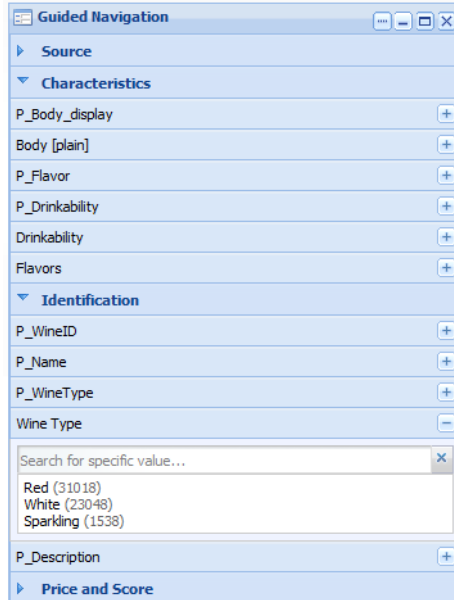 Guided Navigation
Source
Characteristics
P_Body_display
Body [plain]
P_Flavor
P_Drinkability
Drinkability
Flavors
Identification
P_WineID
P_Name
P_WineType
Wine Type
Search for specific value...
Red (31018)
White (23048)
Sparkling (1538)
P_Description
Price and Score